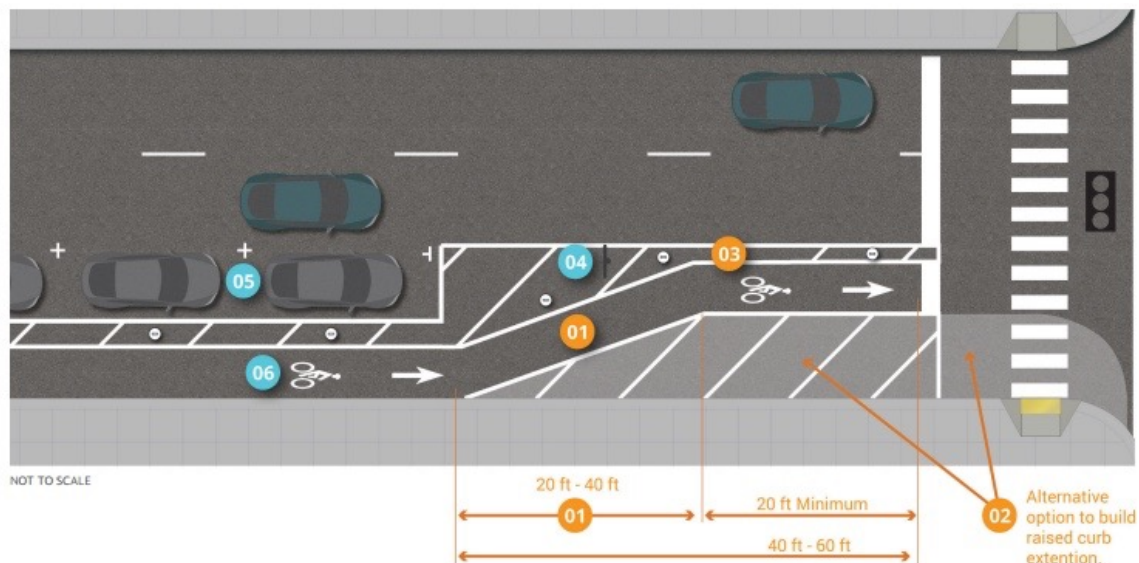 04
03
05
01
06
NOT TO SCALE
20 ft - 40 ft
01
20 ft Minimum
40 ft - 60 ft
02
Alternative
option to build
raised curb
extention.